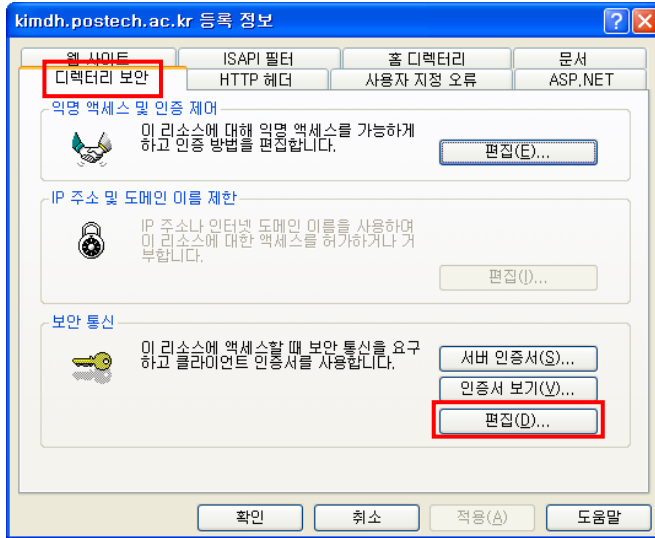 kimdh.postech.ac.kr 등록 정보
웹 사이트 ISAPI 필터 홈 디렉터리 문서
디렉터리 보안 HTTP 헤더 사용자 지정 오류 ASP.NET
익명 액세스 및 인증 제어
이 리소스에 대해 익명 액세스를 가능하게
하고 인증 방법을 편집합니다.
편집(E)...
IP 주소 및 도메인 이름 제한
IP 주소나 인터넷 도메인 이름을 사용하여
이 리소스에 대한 액세스를 허가하거나 거
부합니다.
편집(I)...
보안 통신
이 리소스에 액세스할 때 보안 통신을 요구
하고 클라이언트 인증서를 사용합니다.
서버 인증서(S)...
인증서 보기(V)...
편집(D)...
확인 취소 적용(A) 도움말